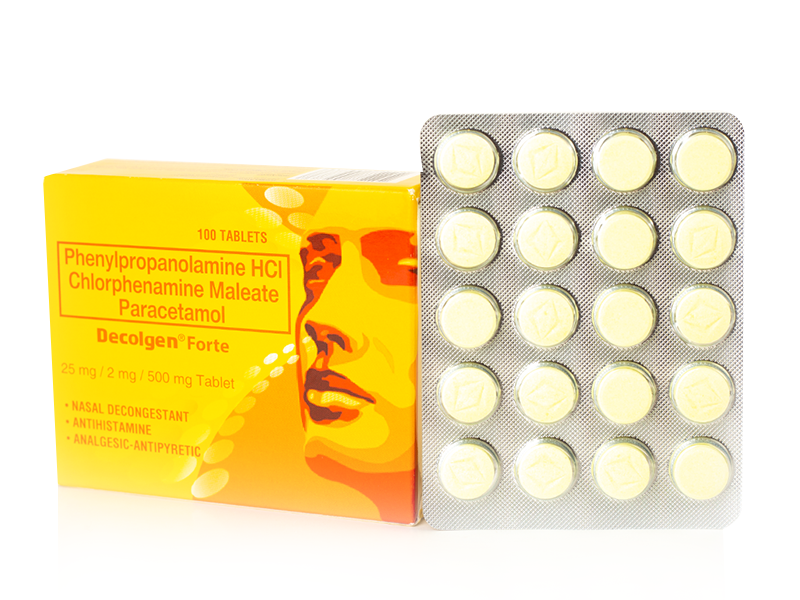 100 TABLETS
Phenylpropanolamine HCl
Chlorphenamine Maleate
Paracetamol
Decolgen® Forte
25 mg / 2 mg / 500 mg Tablet
• NASAL DECONGESTANT
• ANTIHISTAMINE
• ANALGESIC-ANTIPYRETIC